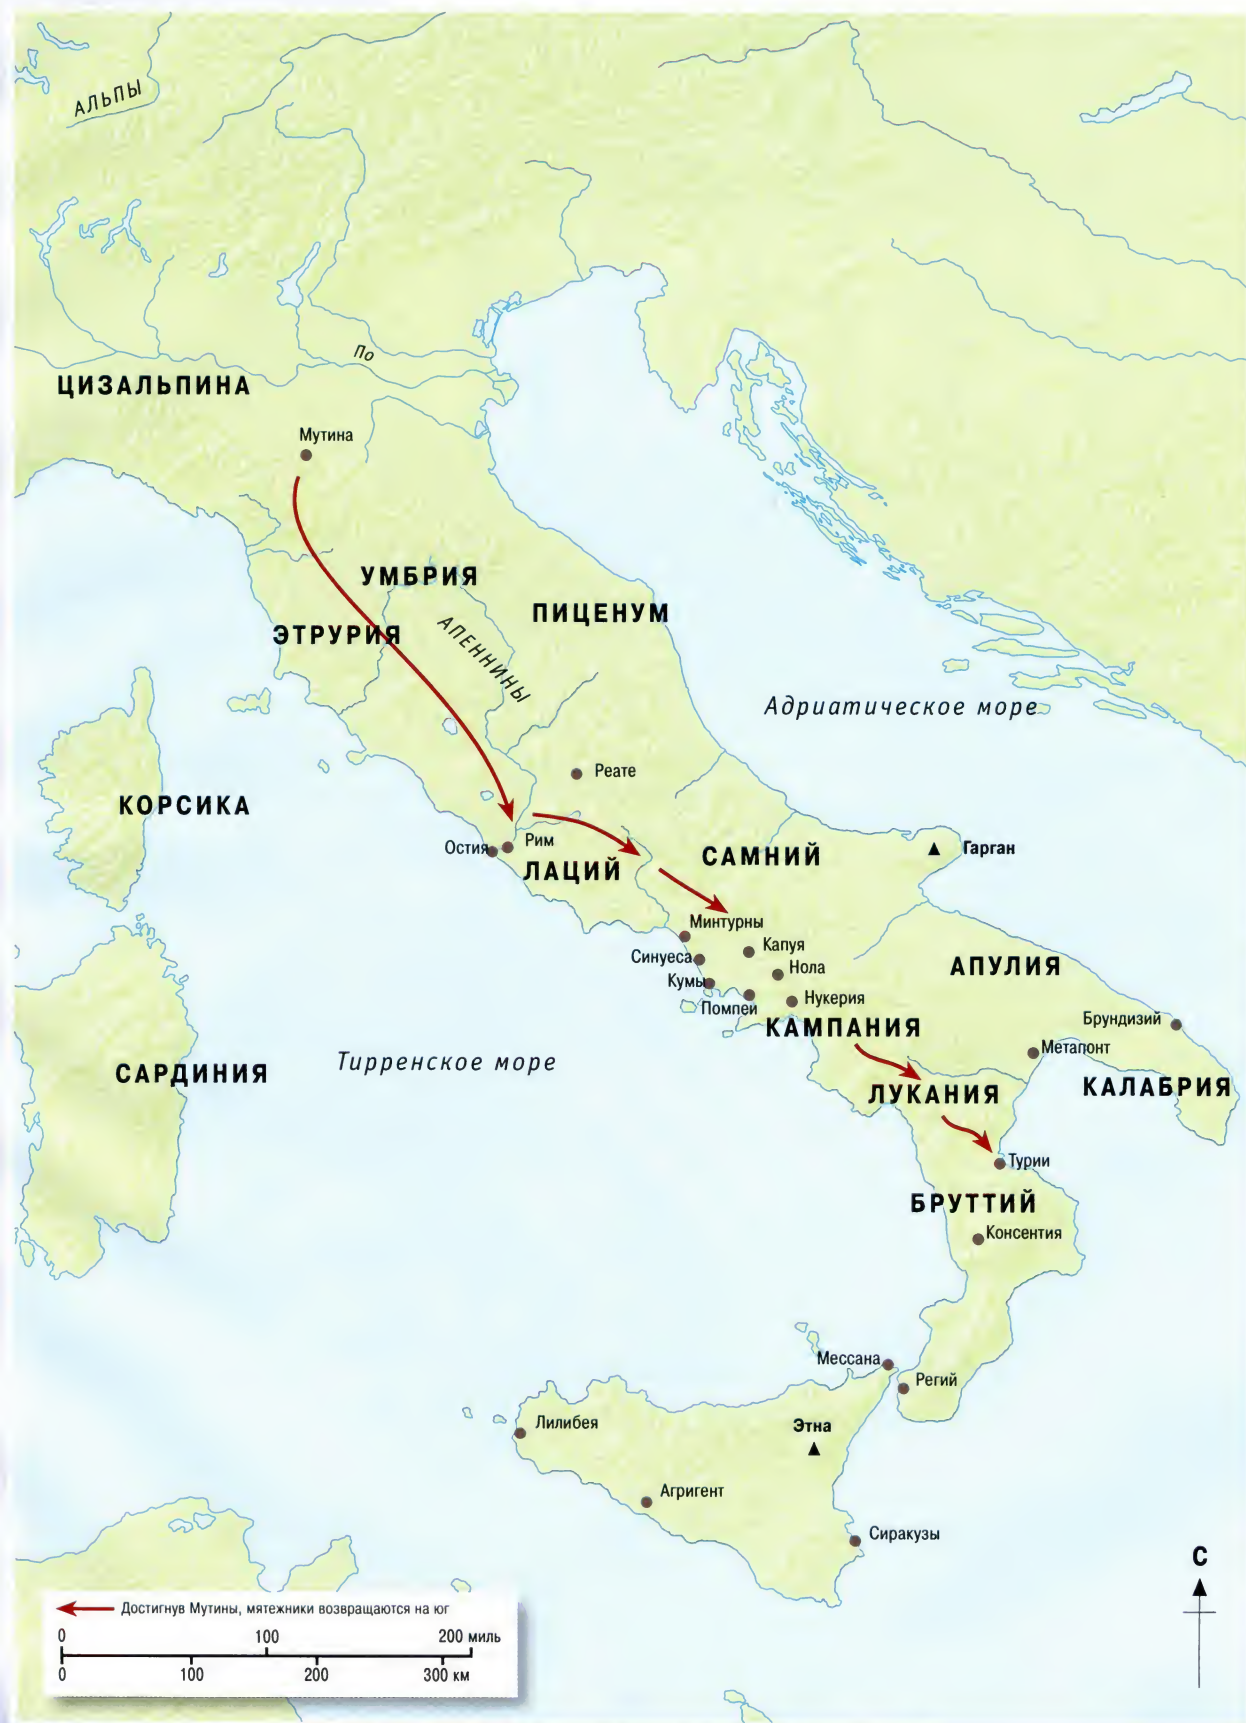 АЛЬПЫ
По
ЦИЗАЛЬПИНА
Мутина
УМБРИЯ
ПИЦЕНУМ
ЭТРУРИЯ
АПЕННИНЫ
Адриатическое море
Реате
КОРСИКА
Остия
Рим
ЛАЦИЙ
САМНИЙ
Гарган
Минтурны
Капуя
Синуеса
Нола
АПУЛИЯ
Кумы
Помпеи
Нукерия
КАМПАНИЯ
Брундизий
Метапонт
Тирренское море
САРДИНИЯ
ЛУКАНИЯ
КАЛАБРИЯ
Турии
БРУТТИЙ
Консентия
Мессана
Регий
Лилибея
Этна
Агригент
Сиракузы
С
Достигнув Мутины, мятежники возвращаются на юг
0 100 200 миль
0 100 200 300 км